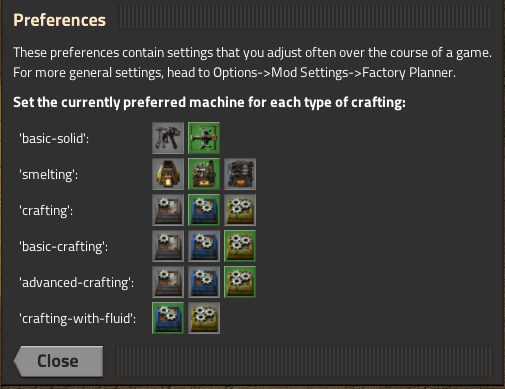 Preferences
These preferences contain settings that you adjust often over the course of a game.
For more general settings, head to Options->Mod Settings->Factory Planner.
Set the currently preferred machine for each type of crafting:
'basic-solid':
'smelting':
'crafting':
'basic-crafting':
'advanced-crafting':
'crafting-with-fluid':
Close